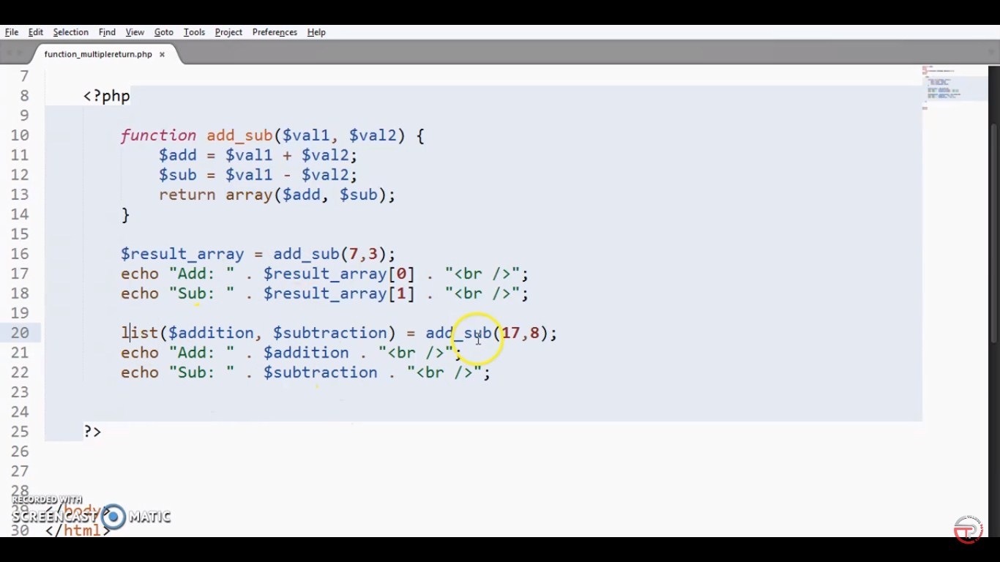 File Edit Selection Find View Goto Tools Project Preferences Help
function_multiplereturn.php ×
7
8 <?php
9
10 function add_sub($val1, $val2) {
11 $add = $val1 + $val2;
12 $sub = $val1 - $val2;
13 return array($add, $sub);
14 }
15
16 $result_array = add_sub(7,3);
17 echo "Add: " . $result_array[0] . "<br />";
18 echo "Sub: " . $result_array[1] . "<br />";
19
20 list($addition, $subtraction) = add_sub(17,8);
21 echo "Add: " . $addition . "<br />";
22 echo "Sub: " . $subtraction . "<br />";
23
24
25 ?>
26
27
28
RECORDED WITH
29 </body>
SCREENCAST MATIC
30 </html>